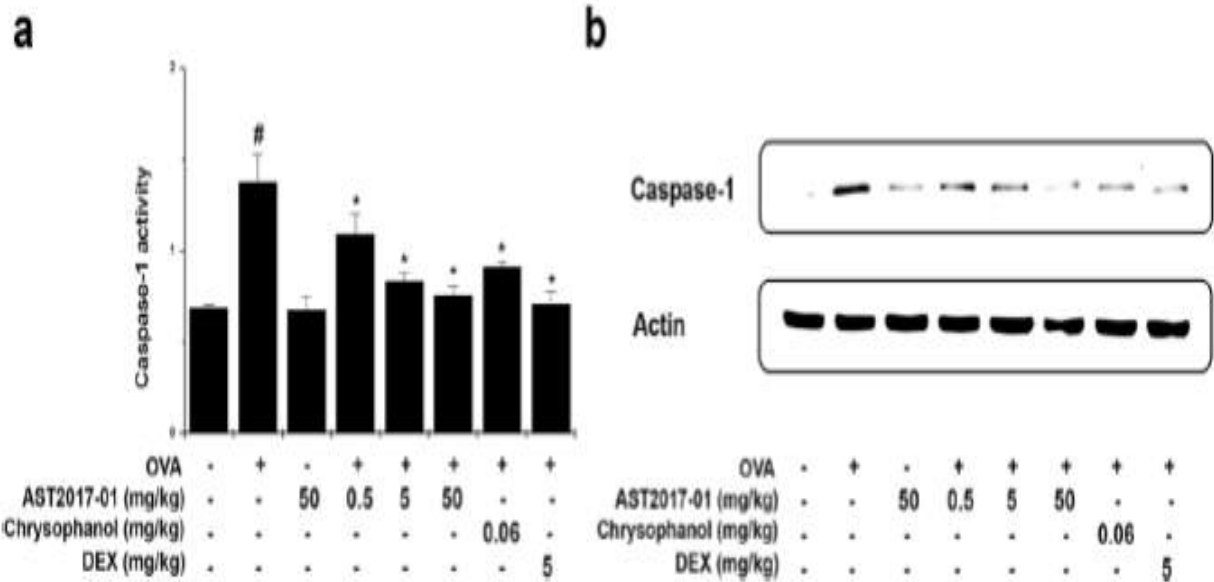 a
b
2
#
*
*
*
*
*
1
0
Caspase-1 activity
OVA - + - + + + + +
AST2017-01 (mg/kg) - - 50 0.5 5 50 - -
Chrysophanol (mg/kg) - - - - - - 0.06 -
DEX (mg/kg) - - - - - - - 5
Caspase-1
Actin
OVA - + - + + + + +
AST2017-01 (mg/kg) - - 50 0.5 5 50 - -
Chrysophanol (mg/kg) - - - - - - 0.06 -
DEX (mg/kg) - - - - - - - 5